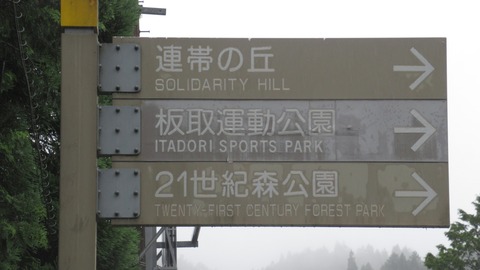 連帯の丘
SOLIDARITY HILL
板取運動公園
ITADORI SPORTS PARK
21世紀森公園
TWENTY-FIRST CENTURY FOREST PARK